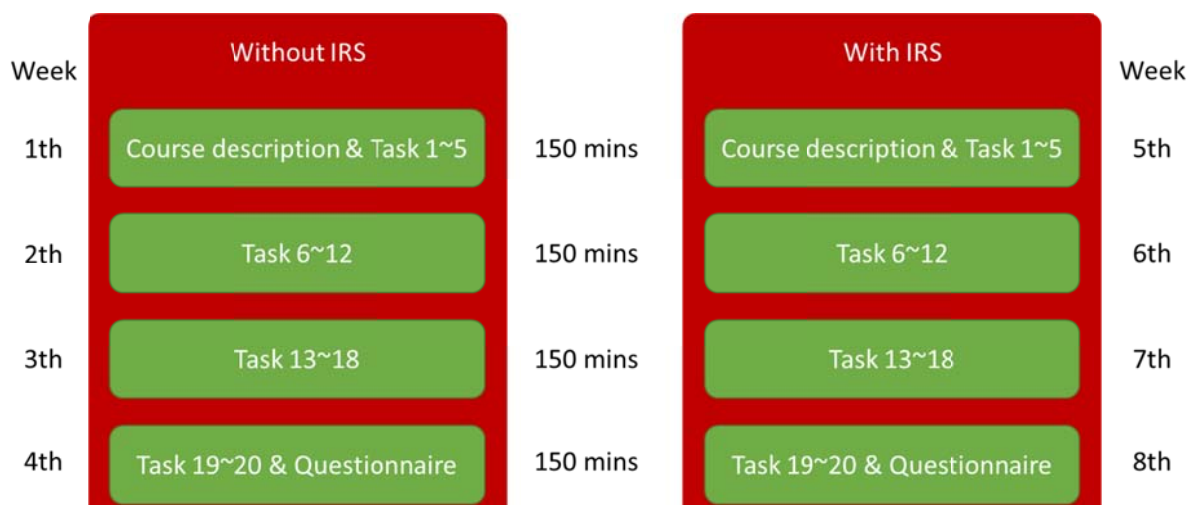 Without IRS
With IRS
Week
Week
1th
Course description & Task 1~5
150 mins
Course description & Task 1~5
5th
2th
Task 6~12
150 mins
Task 6~12
6th
3th
Task 13~18
150 mins
Task 13~18
7th
4th
Task 19~20 & Questionnaire
150 mins
Task 19~20 & Questionnaire
8th